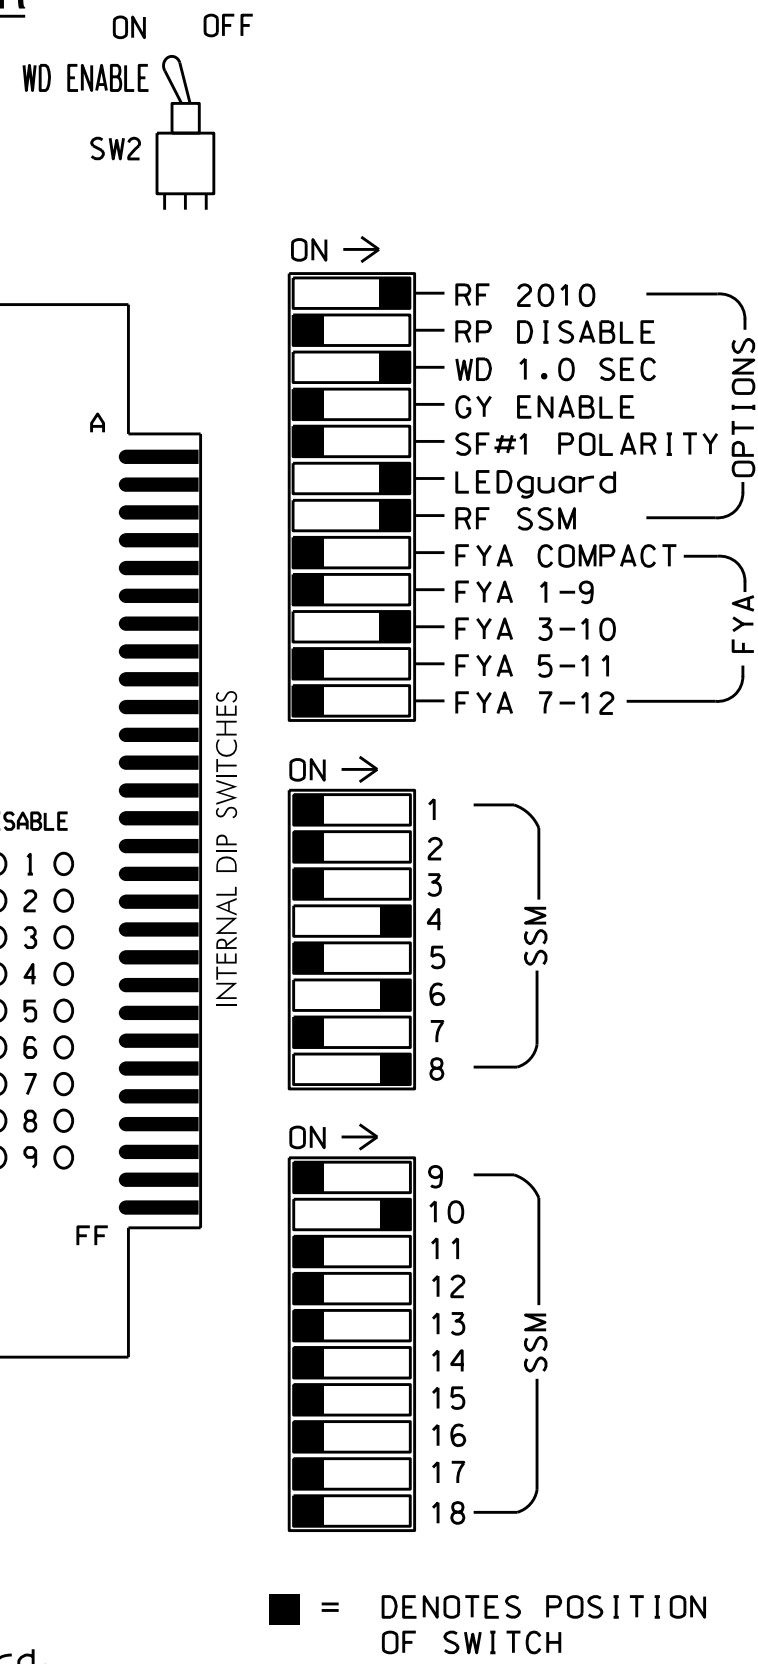 ON OFF
WD ENABLE
SW2
ON
RF 2010
RP DISABLE
WD 1.0 SEC
GY ENABLE
SF#1 POLARITY
LEDguard
RF SSM
OPTIONS
FYA COMPACT
FYA 1-9
FYA 3-10
FYA 5-11
FYA 7-12
FYA
A
FF
INTERNAL DIP SWITCHES
SABLE
1
2
3
4
5
6
7
8
9
ON
1
2
3
4
5
6
7
8
SSM
ON
9
10
11
12
13
14
15
16
17
18
SSM
= DENOTES POSITION
OF SWITCH
rd.